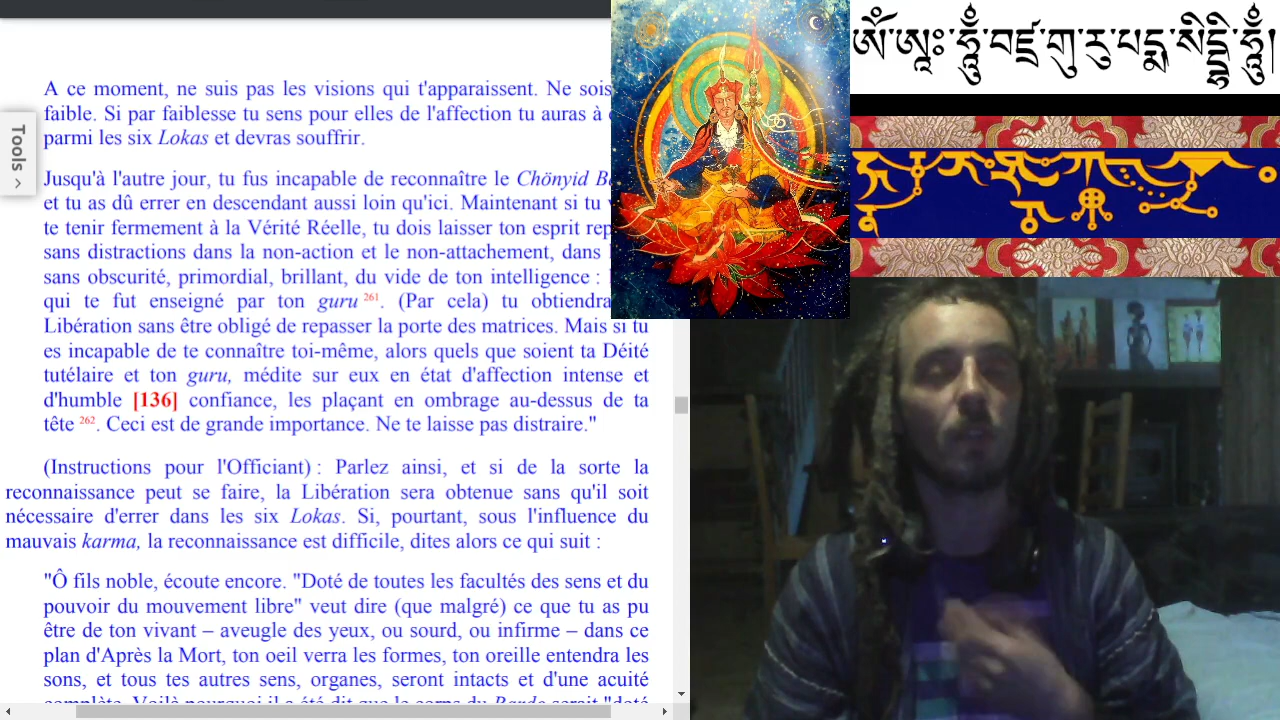 A ce moment, ne suis pas les visions qui t'apparaissent. Ne sois
faible. Si par faiblesse tu sens pour elles de l'affection tu auras à
parmi les six Lokas et devras souffrir.
Jusqu'à l'autre jour, tu fus incapable de reconnaître le Chönyid
et tu as dû errer en descendant aussi loin qu'ici. Maintenant si tu
te tenir fermement à la Vérité Réelle, tu dois laisser ton esprit
sans distractions dans la non-action et le non-attachement, dans
sans obscurité, primordial, brillant, du vide de ton intelligence :
qui te fut enseigné par ton guru 261. (Par cela) tu
Libération sans être obligé de repasser la porte des matrices. Mais si tu
es incapable de te connaître toi-même, alors quels que soient ta Déité
tutélaire et ton guru, médite sur eux en état d'affection intense et
d'humble [136] confiance, les plaçant en ombrage au-dessus de ta
tête 262. Ceci est de grande importance. Ne te laisse pas distraire."
(Instructions pour l'Officiant) : Parlez ainsi, et si de la sorte la
reconnaissance peut se faire, la Libération sera obtenue sans qu'il soit
nécessaire d'errer dans les six Lokas. Si, pourtant, sous l'influence du
mauvais karma, la reconnaissance est difficile, dites alors ce qui suit :
"Ô fils noble, écoute encore. "Doté de toutes les facultés des sens et du
pouvoir du mouvement libre" veut dire (que malgré) ce que tu as pu
être de ton vivant – aveugle des yeux, ou sourd, ou infirme – dans ce
plan d'Après la Mort, ton oeil verra les formes, ton oreille entendra les
sons, et tous tes autres sens, organes, seront intacts et d'une acuité
complète. Voilà pourquoi il a été dit que le corps du Bardo serait "doté
Tools
ༀ་ཨཱཿ་ཧཱུྃ་བཛྲ་གུ་རུ་པདྨ་སིདྡྷི་ཧཱུྃ།